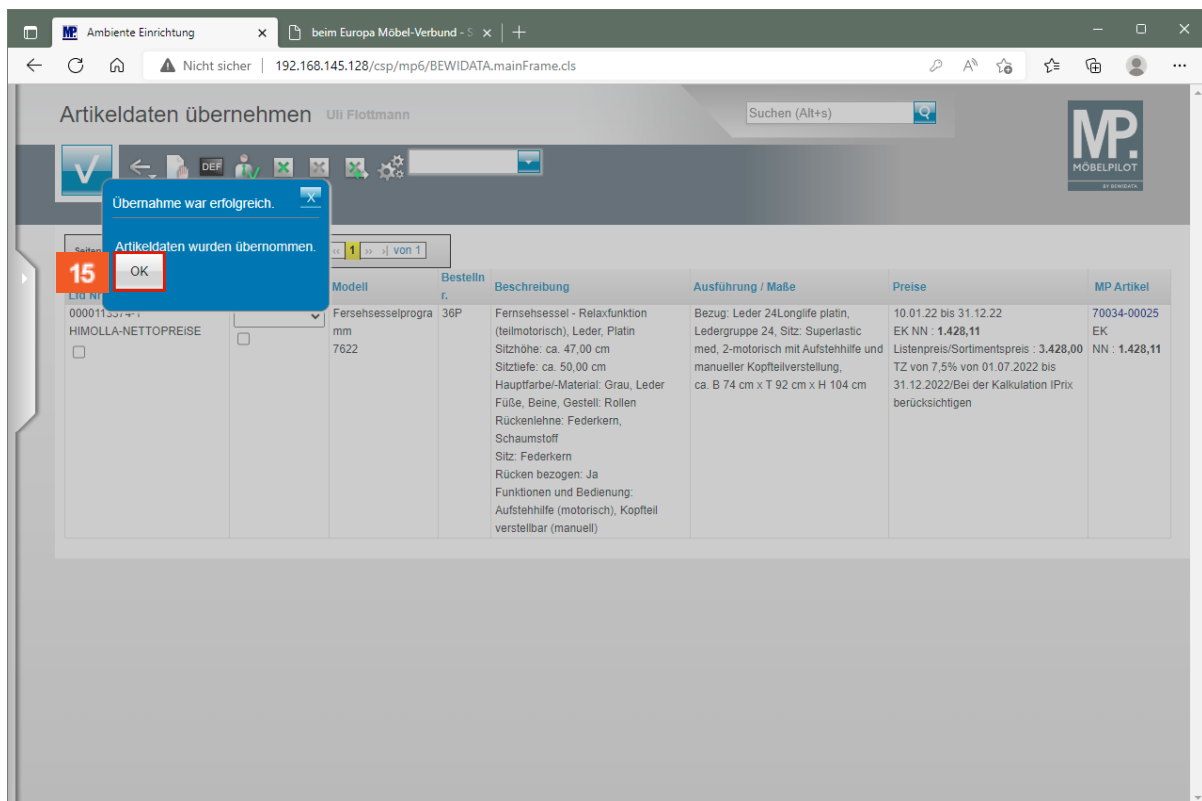 MP. Ambiente Einrichtung
beim Europa Möbel-Verbund - S
Nicht sicher | 192.168.145.128/csp/mp6/BEWIDATA.mainFrame.cls
Artikeldaten übernehmen Uli Flottmann
Suchen (Alt+s)
DEF
MP.
MÖBELPILOT
BY BEWIDATA
Übernahme war erfolgreich. X
Artikeldaten wurden übernommen.
15 OK
Seiten
1 von 1
Lfd Nr
Modell
Bestelln
r.
Beschreibung
Ausführung / Maße
Preise
MP Artikel
HIMOLLA-NETTOPREISE
Fersehsesselprogra
mm
7622
36P
Fernsehsessel - Relaxfunktion
(teilmotorisch), Leder, Platin
Sitzhöhe: ca. 47,00 cm
Sitztiefe: ca. 50,00 cm
Hauptfarbe/-Material: Grau, Leder
Füße, Beine, Gestell: Rollen
Rückenlehne: Federkern,
Schaumstoff
Sitz: Federkern
Rücken bezogen: Ja
Funktionen und Bedienung:
Aufstehhilfe (motorisch), Kopfteil
verstellbar (manuell)
Bezug: Leder 24Longlife platin,
Ledergruppe 24, Sitz: Superlastic
med, 2-motorisch mit Aufstehhilfe und
manueller Kopfteilverstellung,
ca. B 74 cm x T 92 cm x H 104 cm
10.01.22 bis 31.12.22
EK NN : 1.428,11
Listenpreis/Sortimentspreis : 3.428,00
TZ von 7,5% von 01.07.2022 bis
31.12.2022/Bei der Kalkulation IPrix
berücksichtigen
70034-00025
EK
NN : 1.428,11